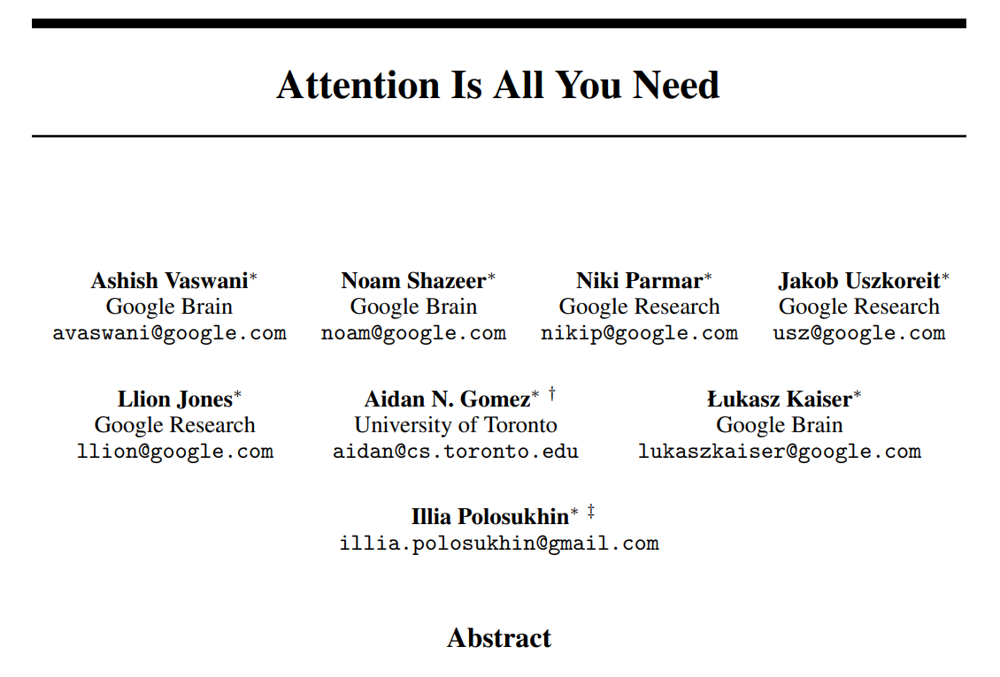 Attention Is All You Need
Ashish Vaswani* Noam Shazeer* Niki Parmar* Jakob Uszkoreit*
Google Brain Google Brain Google Research Google Research
avaswani@google.com noam@google.com nikip@google.com usz@google.com
Llion Jones* Aidan N. Gomez* † Łukasz Kaiser*
Google Research University of Toronto Google Brain
llion@google.com aidan@cs.toronto.edu lukaszkaiser@google.com
Illia Polosukhin* ‡
illia.polosukhin@gmail.com
Abstract